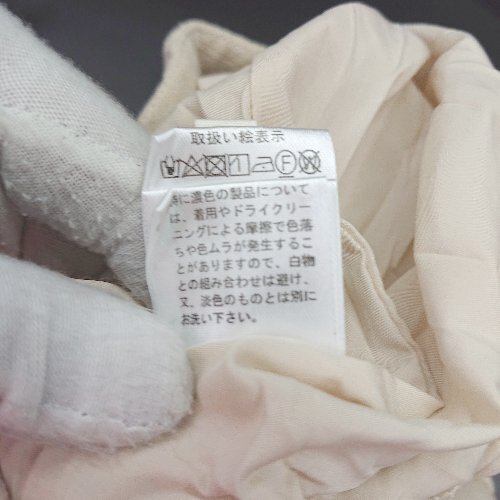 取扱い絵表示
F W
特に濃色の製品について
は、着用やドライクリー
ニングによる摩擦で色落
ちや色ムラが発生するこ
とがありますので、白物
との組み合わせは避け、
又、淡色のものとは別に
お洗い下さい。